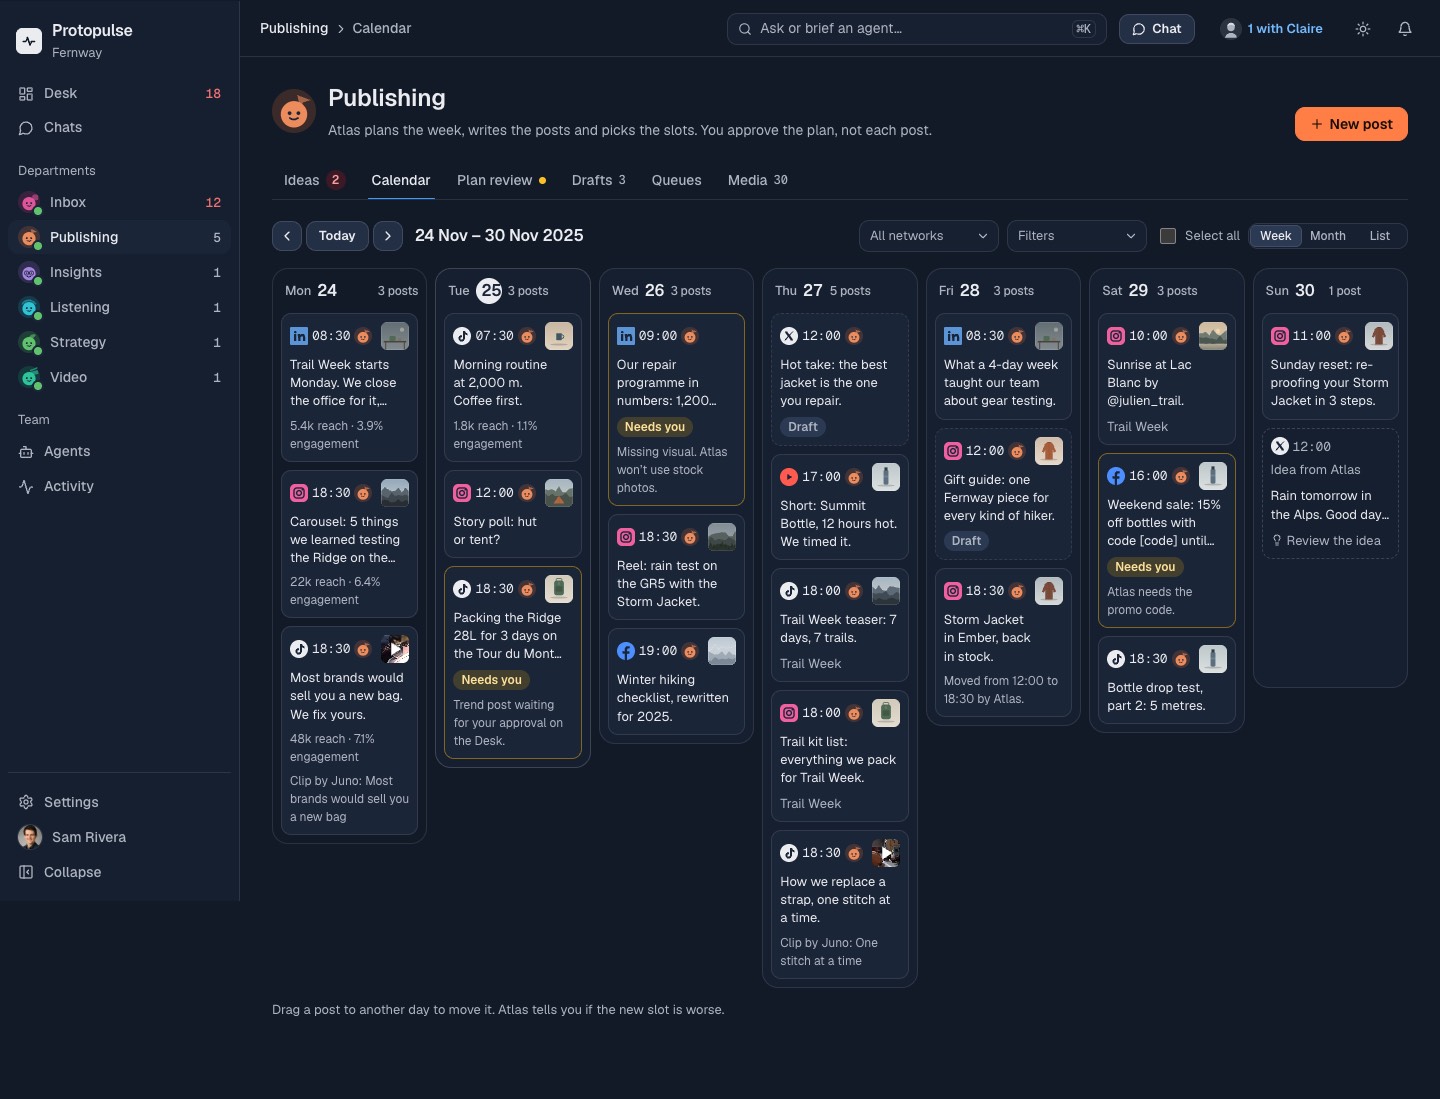 Protopulse
Fernway
Desk 18
Chats
Departments
Inbox 12
Publishing 5
Insights 1
Listening 1
Strategy 1
Video 1
Team
Agents
Activity
Settings
Sam Rivera
Collapse
Publishing > Calendar
Ask or brief an agent... ⌘K
Chat
1 with Claire
Publishing
Atlas plans the week, writes the posts and picks the slots. You approve the plan, not each post.
+ New post
Ideas 2
Calendar
Plan review
Drafts 3
Queues
Media 30
Today
24 Nov – 30 Nov 2025
All networks
Filters
Select all
Week
Month
List
Mon 24 3 posts
in 08:30
Trail Week starts
Monday. We close
the office for it,...
5.4k reach · 3.9%
engagement
18:30
Carousel: 5 things
we learned testing
the Ridge on the...
22k reach · 6.4%
engagement
18:30
Most brands would
sell you a new bag.
We fix yours.
48k reach · 7.1%
engagement
Clip by Juno: Most
brands would sell you
a new bag
Tue 25 3 posts
07:30
Morning routine
at 2,000 m.
Coffee first.
1.8k reach · 1.1%
engagement
12:00
Story poll: hut
or tent?
18:30
Packing the Ridge
28L for 3 days on
the Tour du Mont...
Needs you
Trend post waiting
for your approval on
the Desk.
Wed 26 3 posts
in 09:00
Our repair
programme in
numbers: 1,200...
Needs you
Missing visual. Atlas
won't use stock
photos.
18:30
Reel: rain test on
the GR5 with the
Storm Jacket.
19:00
Winter hiking
checklist, rewritten
for 2025.
Thu 27 5 posts
12:00
Hot take: the best
jacket is the one
you repair.
Draft
17:00
Short: Summit
Bottle, 12 hours hot.
We timed it.
18:00
Trail Week teaser: 7
days, 7 trails.
Trail Week
18:00
Trail kit list:
everything we pack
for Trail Week.
Trail Week
18:30
How we replace a
strap, one stitch at
a time.
Clip by Juno: One
stitch at a time
Fri 28 3 posts
in 08:30
What a 4-day week
taught our team
about gear testing.
12:00
Gift guide: one
Fernway piece for
every kind of hiker.
Draft
18:30
Storm Jacket
in Ember, back
in stock.
Moved from 12:00 to
18:30 by Atlas.
Sat 29 3 posts
10:00
Sunrise at Lac
Blanc by
@julien_trail.
Trail Week
16:00
Weekend sale: 15%
off bottles with
code [code] until...
Needs you
Atlas needs the
promo code.
18:30
Bottle drop test,
part 2: 5 metres.
Sun 30 1 post
11:00
Sunday reset: re-
proofing your Storm
Jacket in 3 steps.
12:00
Idea from Atlas
Rain tomorrow in
the Alps. Good day...
Review the idea
Drag a post to another day to move it. Atlas tells you if the new slot is worse.